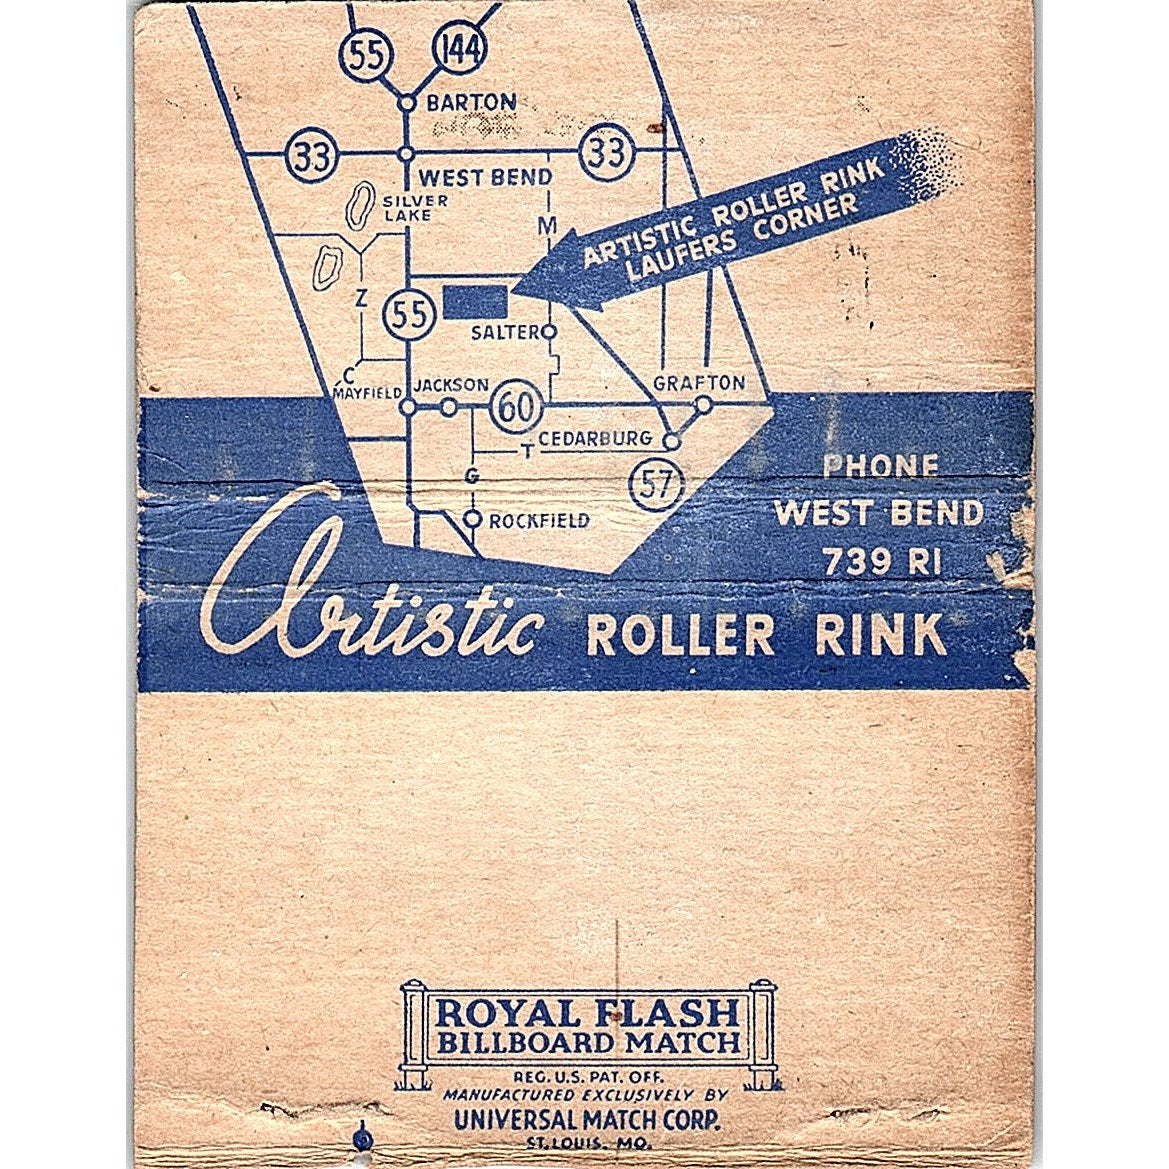 55 144
BARTON
33 33
WEST BEND
SILVER
LAKE
M
ARTISTIC ROLLER RINK
LAUFERS CORNER
Z
55
SALTER
C
MAYFIELD
JACKSON
GRAFTON
60
CEDARBURG
T
G
57
ROCKFIELD
PHONE
WEST BEND
739 RI
Artistic ROLLER RINK
ROYAL FLASH
BILLBOARD MATCH
REG. U.S. PAT. OFF.
MANUFACTURED EXCLUSIVELY BY
UNIVERSAL MATCH CORP.
ST. LOUIS, MO.